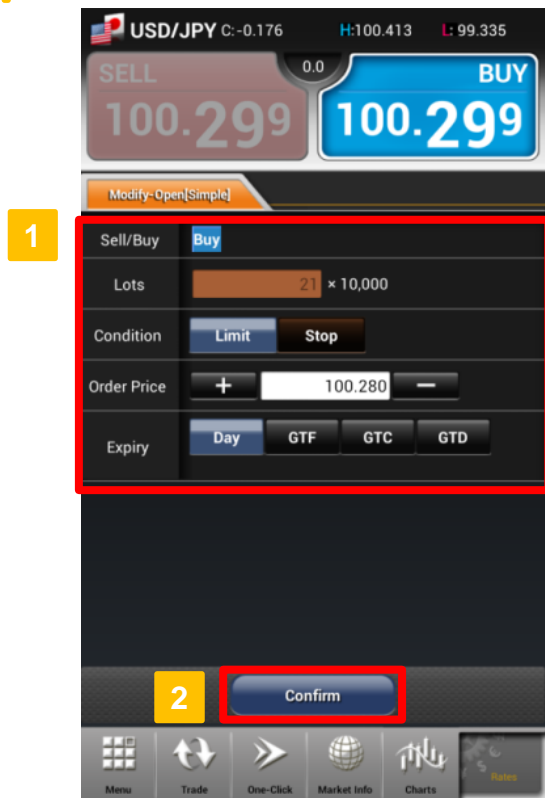 USD/JPY C:-0.176 H:100.413 L: 99.335
SELL 0.0 BUY
100.299 100.299
Modify-Open[Simple]
1
Sell/Buy Buy
Lots 21 × 10,000
Condition Limit Stop
Order Price + 100.280 −
Expiry Day GTF GTC GTD
2 Confirm
Menu Trade One-Click Market Info Charts Rates